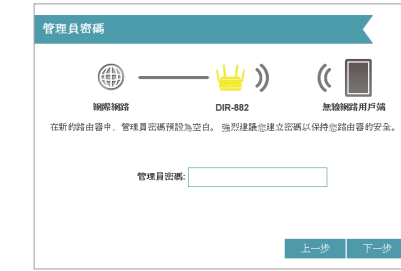 管理員密碼
網際網路
DIR-882
無線網路用戶端
在新的路由器中，管理員密碼預設為空白。 強烈建議您建立密碼以保持您路由器的安全。
管理員密碼:
上一步
下一步